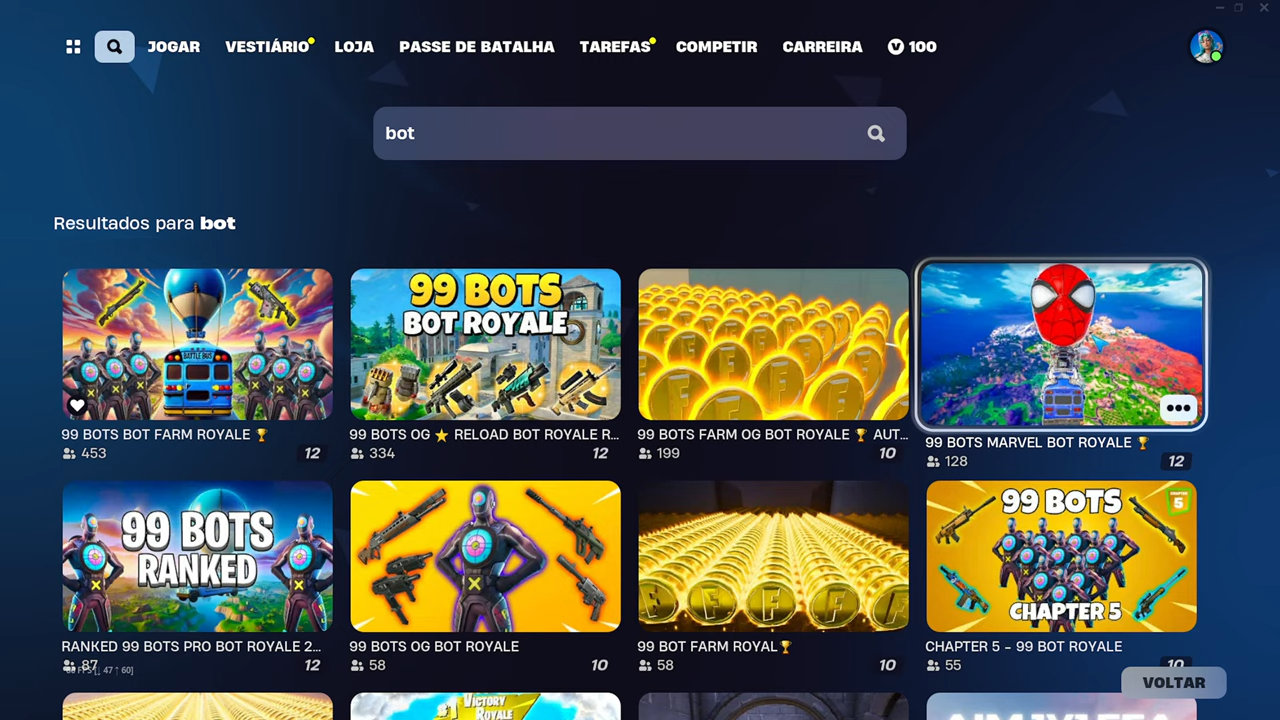 JOGAR VESTIÁRIO LOJA PASSE DE BATALHA TAREFAS COMPETIR CARREIRA V 100
bot
Resultados para bot
BATTLE BUS
99 BOTS
BOT ROYALE
99 BOTS BOT FARM ROYALE 🏆
453 12
99 BOTS OG ⭐ RELOAD BOT ROYALE R...
334 12
99 BOTS FARM OG BOT ROYALE 🏆 AUT...
199 10
99 BOTS MARVEL BOT ROYALE 🏆
128 12
99 BOTS
RANKED
99 BOTS
5
CHAPTER 5
RANKED 99 BOTS PRO BOT ROYALE 2...
87 12
99 BOTS OG BOT ROYALE
58 10
99 BOT FARM ROYAL🏆
58 10
CHAPTER 5 - 99 BOT ROYALE
55 10
VOLTAR
#1 VICTORY
ROYALE